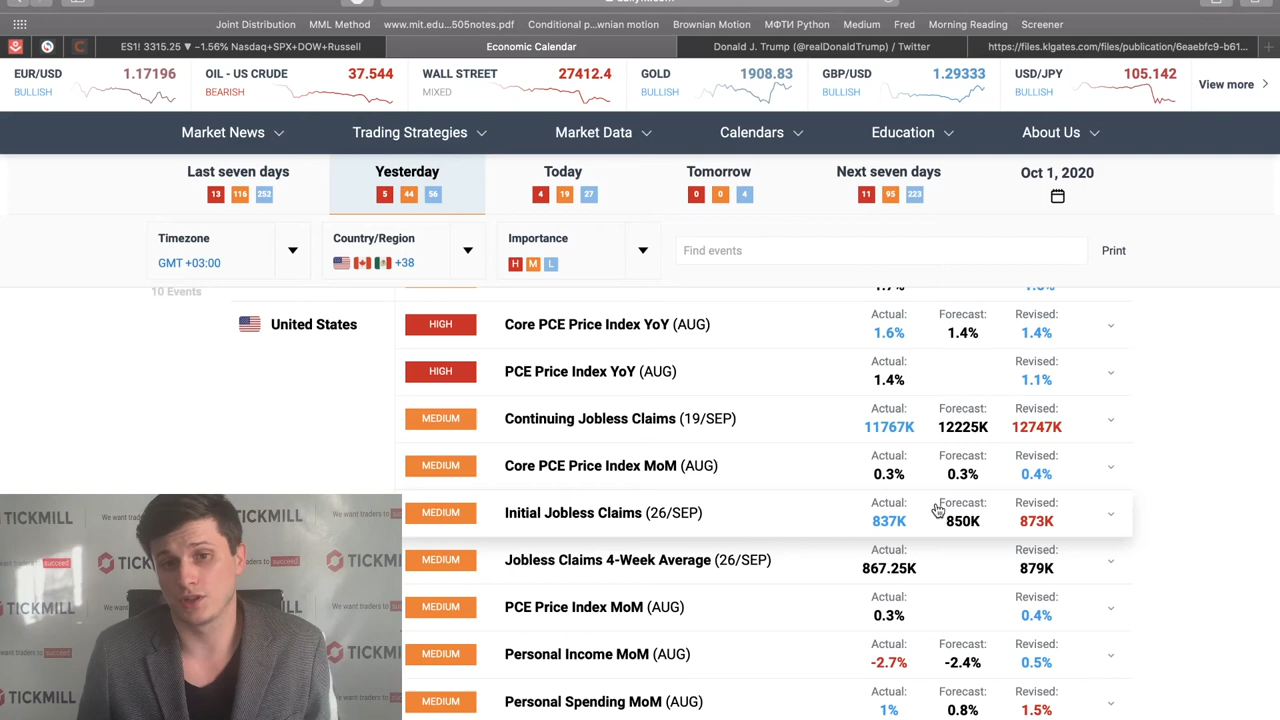 Joint Distribution MML Method www.mit.edu...505notes.pdf Conditional p...wnian motion Brownian Motion МФТИ Python Medium Fred Morning Reading Screener
ES1! 3315.25 ▼ −1.56% Nasdaq+SPX+DOW+Russell Economic Calendar Donald J. Trump (@realDonaldTrump) / Twitter https://files.klgates.com/files/publication/6eaebfc9-b61...
EUR/USD 1.17196 OIL - US CRUDE 37.544 WALL STREET 27412.4 GOLD 1908.83 GBP/USD 1.29333 USD/JPY 105.142 View more
BULLISH BEARISH MIXED BULLISH BULLISH BULLISH
Market News Trading Strategies Market Data Calendars Education About Us
Last seven days Yesterday Today Tomorrow Next seven days Oct 1, 2020
13 116 252 5 44 56 4 19 27 0 0 4 11 95 223
Timezone Country/Region Importance Find events Print
GMT +03:00 +38 H M L
10 Events
United States
HIGH Core PCE Price Index YoY (AUG) Actual: 1.6% Forecast: 1.4% Revised: 1.4%
HIGH PCE Price Index YoY (AUG) Actual: 1.4% Revised: 1.1%
MEDIUM Continuing Jobless Claims (19/SEP) Actual: 11767K Forecast: 12225K Revised: 12747K
MEDIUM Core PCE Price Index MoM (AUG) Actual: 0.3% Forecast: 0.3% Revised: 0.4%
MEDIUM Initial Jobless Claims (26/SEP) Actual: 837K Forecast: 850K Revised: 873K
MEDIUM Jobless Claims 4-Week Average (26/SEP) Actual: 867.25K Revised: 879K
MEDIUM PCE Price Index MoM (AUG) Actual: 0.3% Revised: 0.4%
MEDIUM Personal Income MoM (AUG) Actual: -2.7% Forecast: -2.4% Revised: 0.5%
MEDIUM Personal Spending MoM (AUG) Actual: 1% Forecast: 0.8% Revised: 1.5%
TICKMILL We want traders to succeed